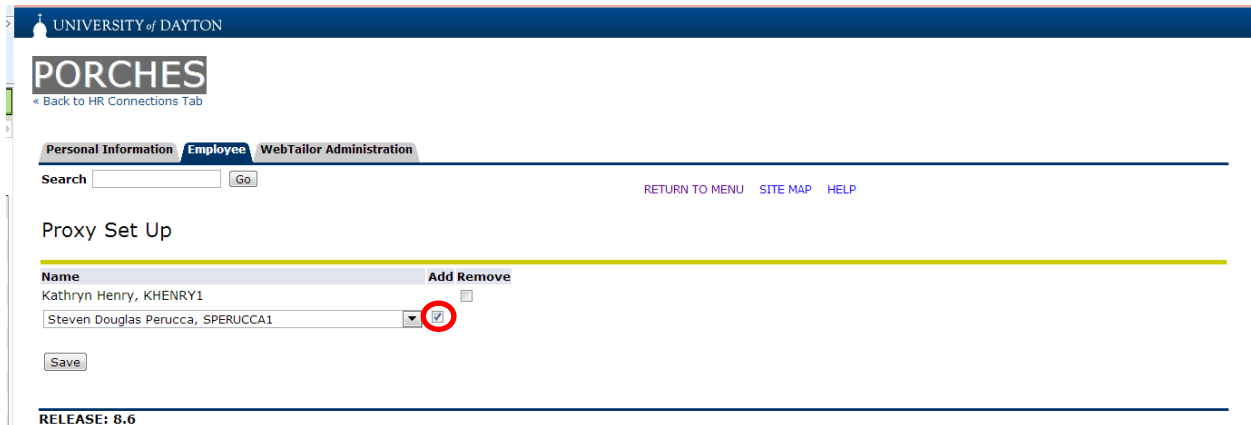 UNIVERSITY of DAYTON
PORCHES
« Back to HR Connections Tab
Personal Information Employee WebTailor Administration
Search Go
RETURN TO MENU SITE MAP HELP
Proxy Set Up
Name Add Remove
Kathryn Henry, KHENRY1
Steven Douglas Perucca, SPERUCCA1
Save
RELEASE: 8.6